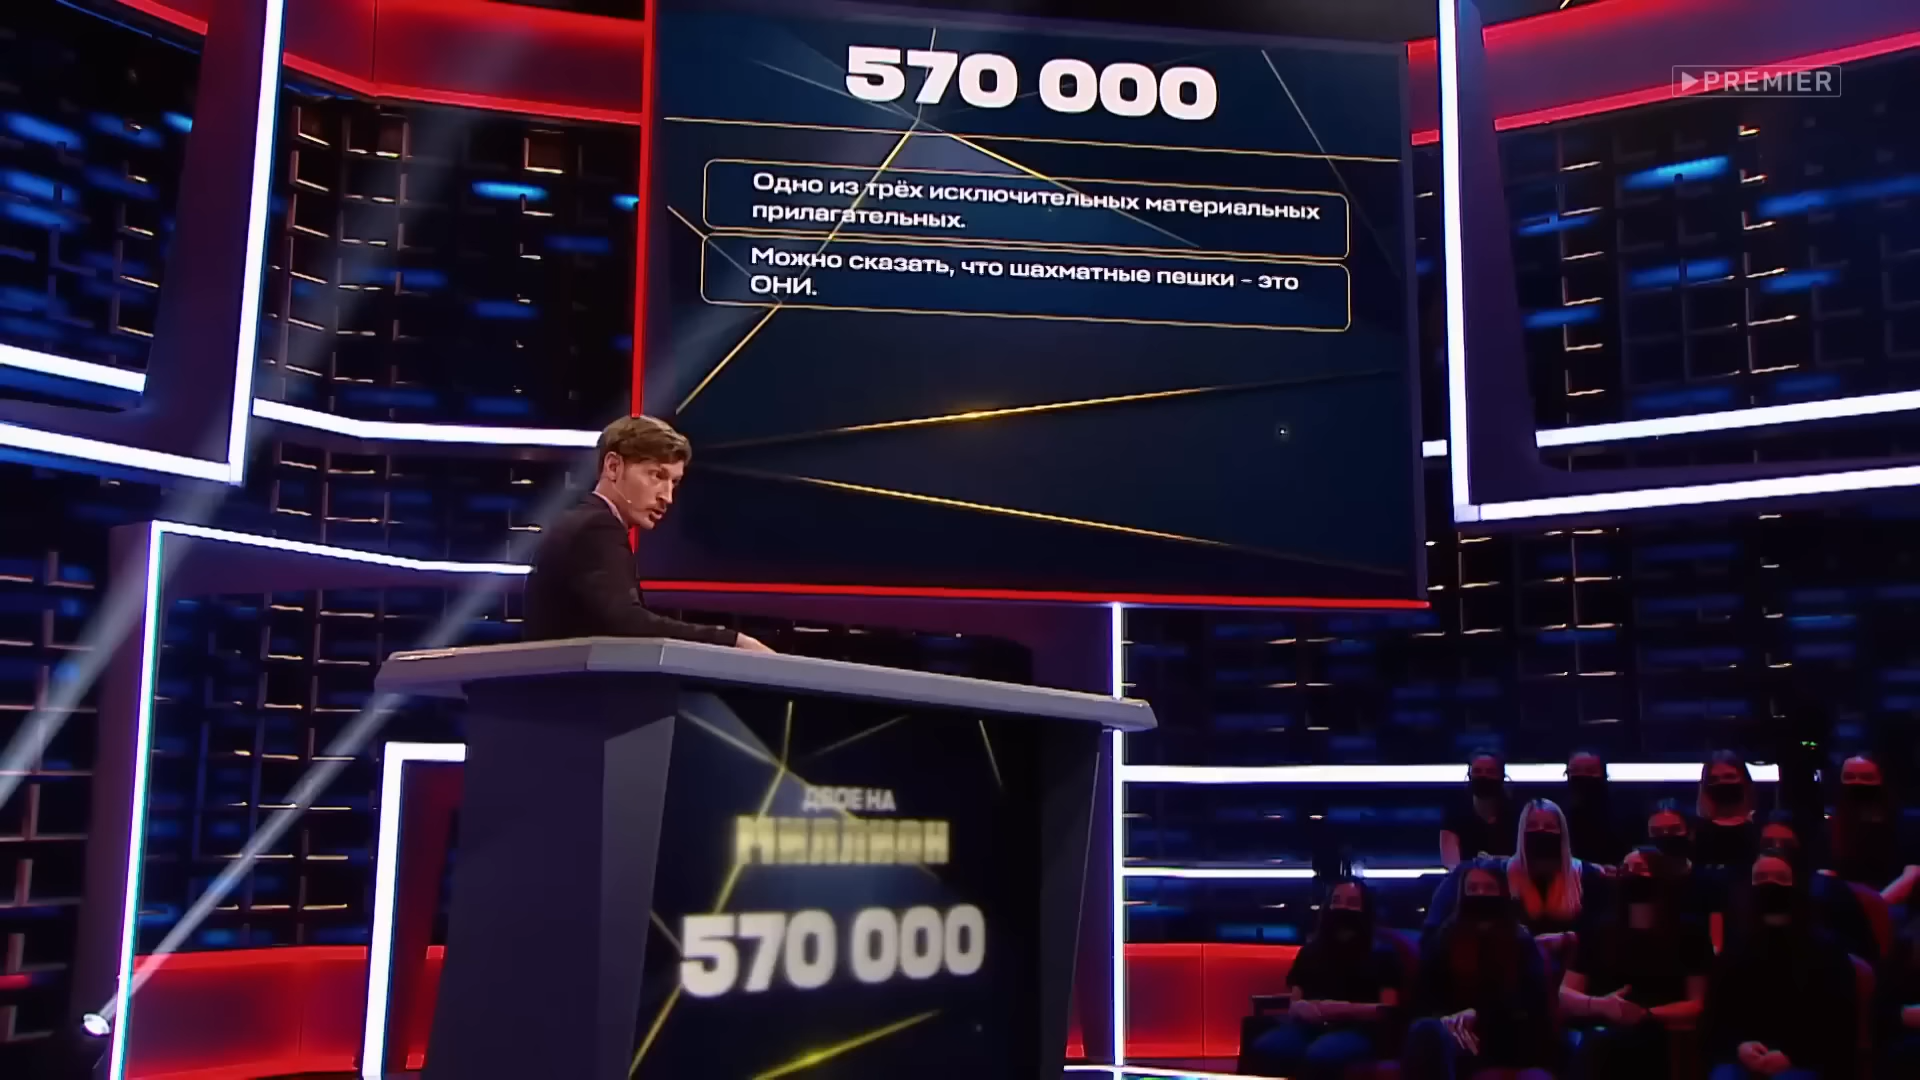 570 000
PREMIER
Одно из трёх исключительных материальных
прилагательных.
Можно сказать, что шахматные пешки – это
ОНИ.
ДВОЕ НА
МИЛЛИОН
570 000